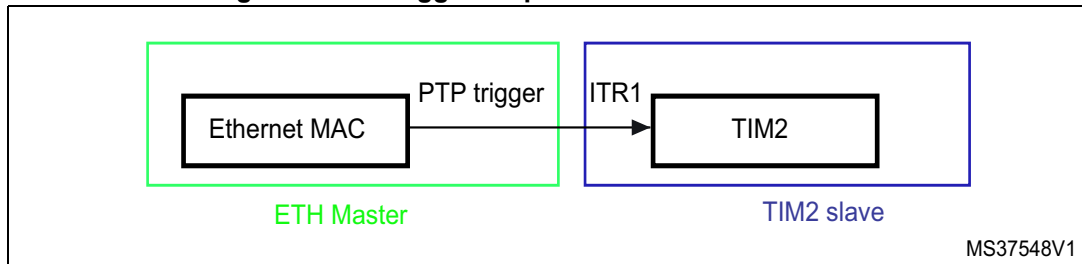 PTP trigger
ITR1
Ethernet MAC
TIM2
ETH Master
TIM2 slave
MS37548V1